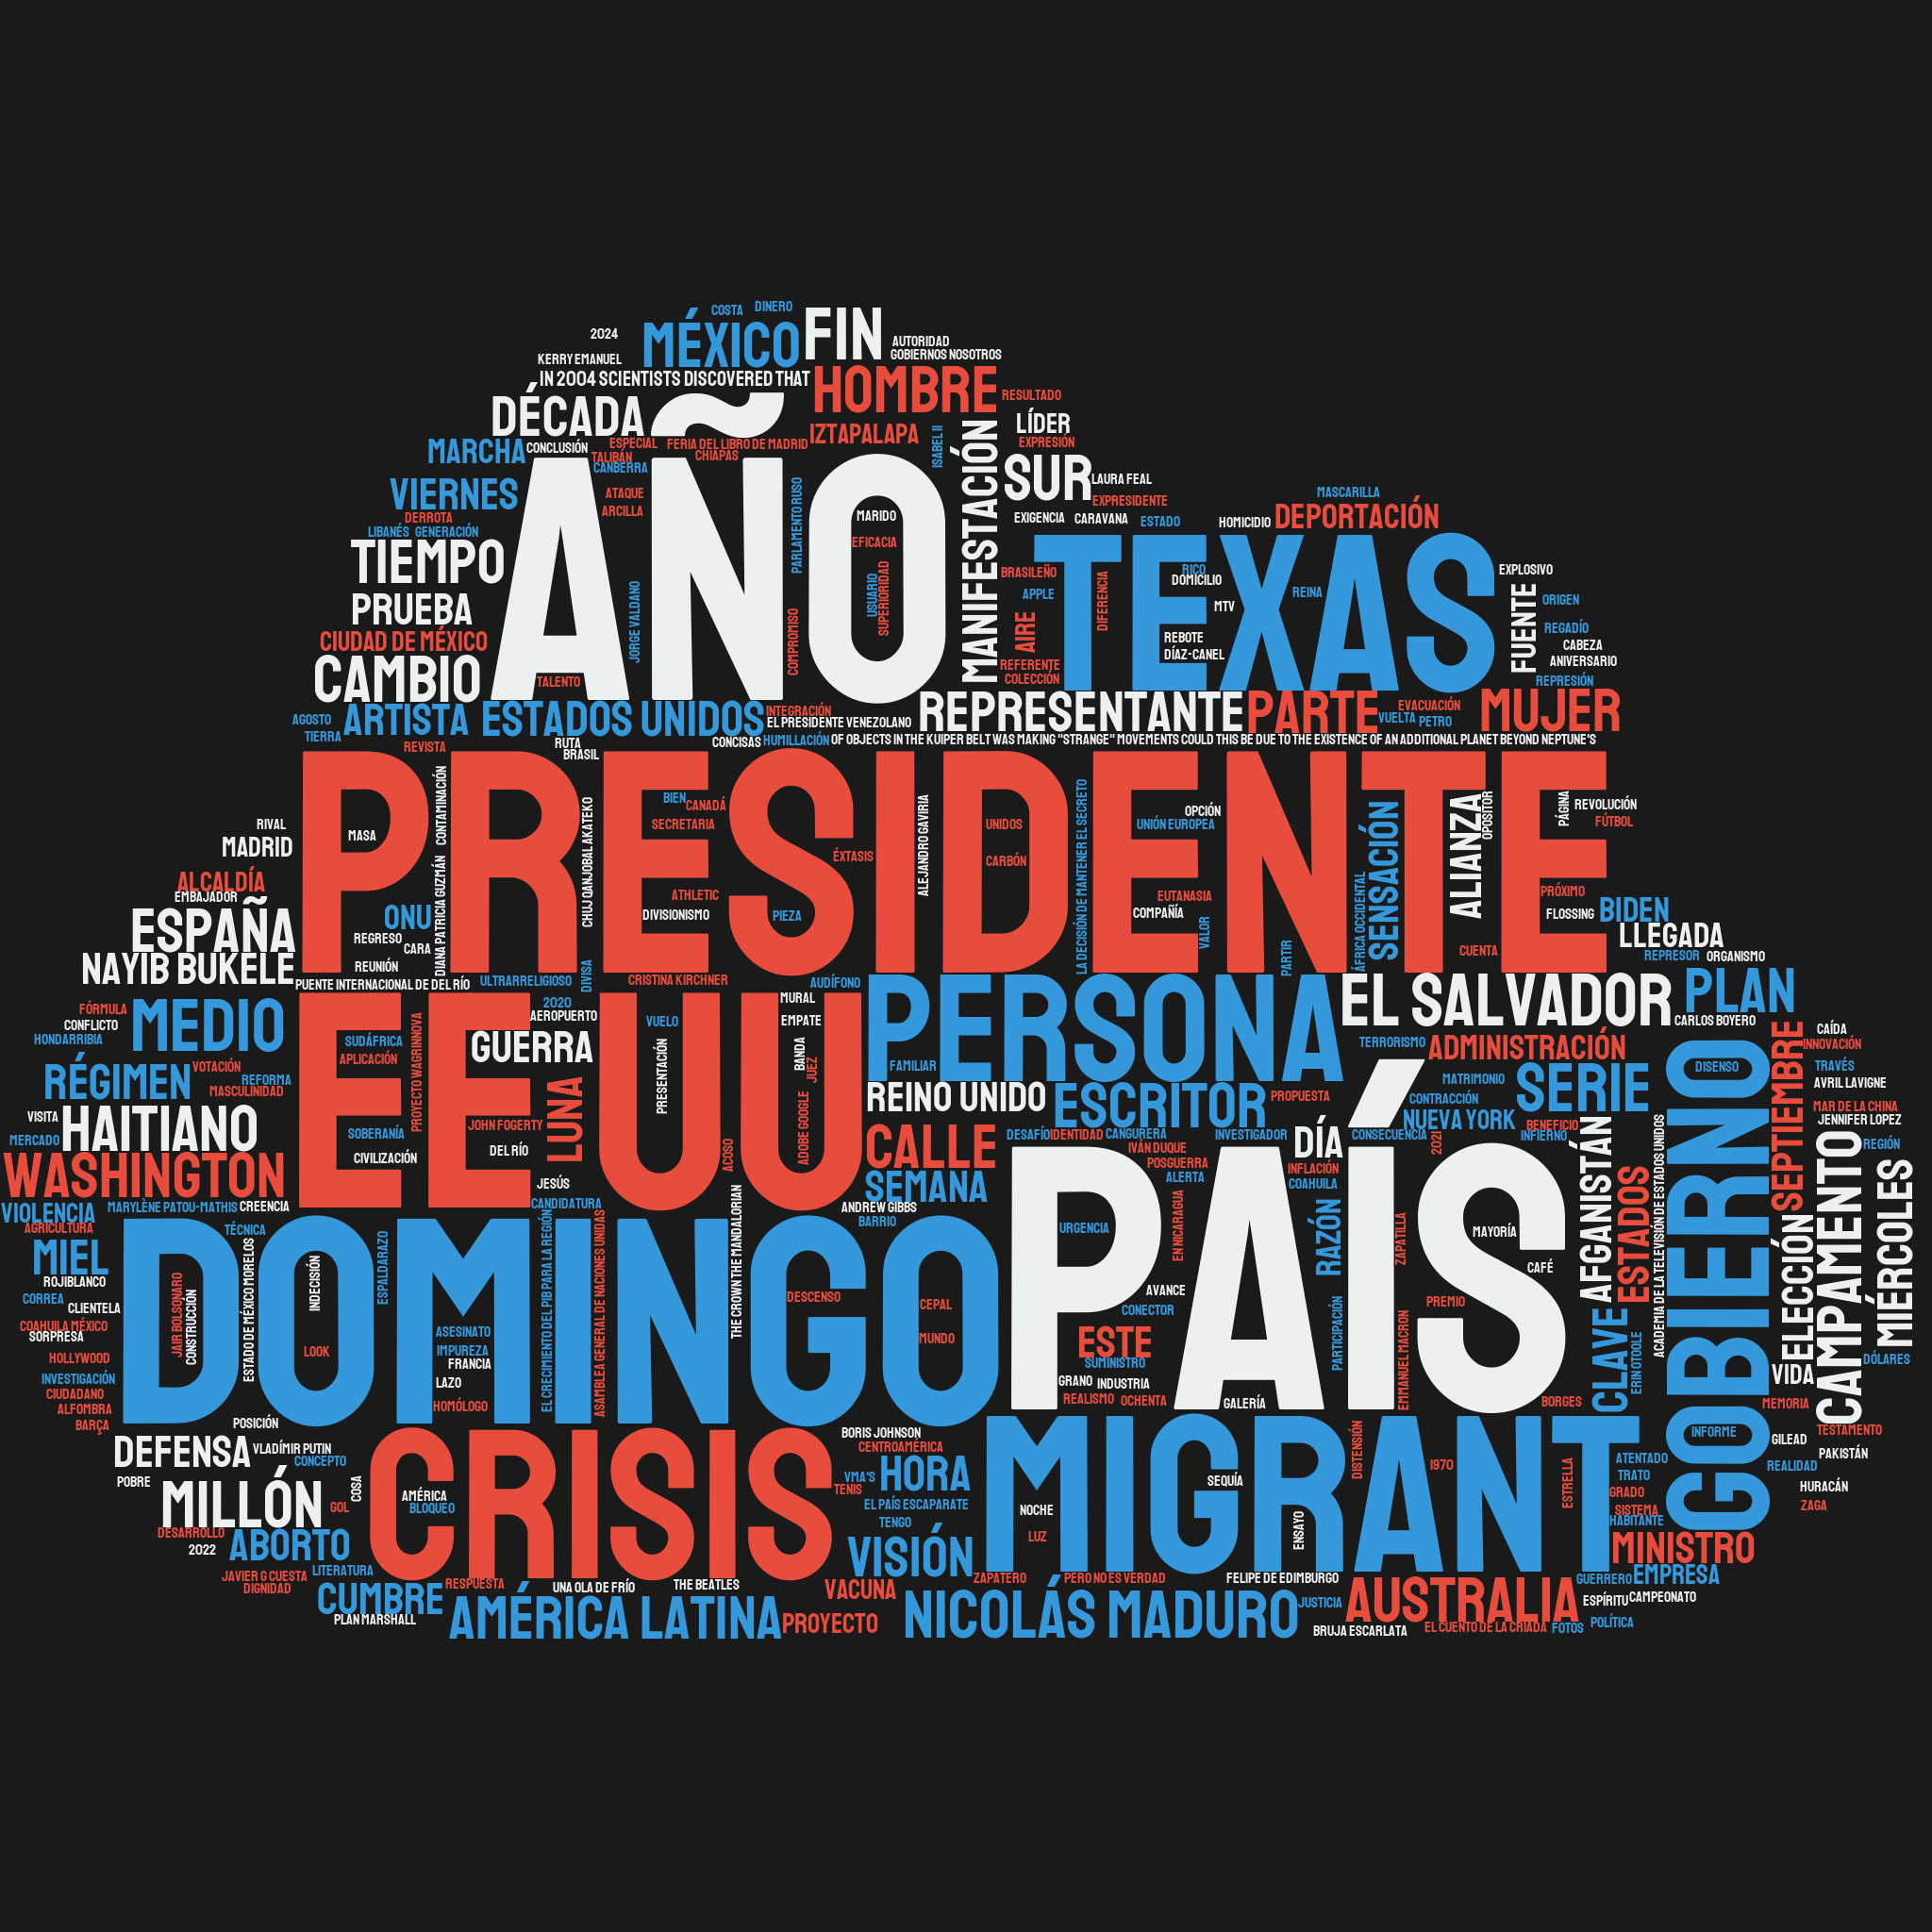 COSTA DINERO
2024 MÉXICO FIN AUTORIDAD
KERRY EMANUEL GOBIERNOS NOSOTROS
IN 2004 SCIENTISTS DISCOVERED THAT HOMBRE RESULTADO
DÉCADA LÍDER
MARCHA CONCLUSIÓN ESPECIAL FERIA DEL LIBRO DE MADRID IZTAPALAPA ISABEL II EXPRESIÓN
TALIBÁN CHIAPAS
CANBERRA
VIERNES ATAQUE SUR LAURA FEAL
MASCARILLA
DERROTA ARCILLA EXPRESIDENTE
LIBANÉS GENERACIÓN MARIDO EXIGENCIA CARAVANA ESTADO HOMICIDIO DEPORTACIÓN
AÑO
PARLAMENTO RUSO
MANIFESTACIÓN
TIEMPO EFICACIA BRASILEÑO RICO EXPLOSIVO
DOMICILIO
TEXAS
PRUEBA USUARIO SUPERIORIDAD APPLE DIFERENCIA MTV REINA FUENTE ORIGEN
CIUDAD DE MÉXICO JORGE VALDANO COMPROMISO AIRE REBOTE REGADÍO
CABEZA
CAMBIO TALENTO REFERENTE DÍAZ-CANEL ANIVERSARIO
COLECCIÓN REPRESIÓN
AGOSTO ARTISTA ESTADOS UNIDOS INTEGRACIÓN REPRESENTANTE PARTE EVACUACIÓN MUJER
EL PRESIDENTE VENEZOLANO VUELTA PETRO
TIERRA REVISTA RUTA CONCISAS HUMILLACIÓN OF OBJECTS IN THE KUIPER BELT WAS MAKING "STRANGE" MOVEMENTS COULD THIS BE DUE TO THE EXISTENCE OF AN ADDITIONAL PLANET BEYOND NEPTUNE'S
BRASIL
PRESIDENTE
CONTAMINACIÓN BIEN CANADÁ OPCIÓN PÁGINA REVOLUCIÓN
RIVAL MASA SECRETARIA UNIDOS UNIÓN EUROPEA OPOSITOR FÚTBOL
MADRID CHUJ QANJOBAL AKATEKO ÉXTASIS ALEJANDRO GAVIRIA CARBÓN LA DECISIÓN DE MANTENER EL SECRETO SENSACIÓN ALIANZA
ALCALDÍA
EMBAJADOR DIANA PATRICIA GUZMÁN ATHLETIC EUTANASIA ÁFRICA OCCIDENTAL PRÓXIMO
ESPAÑA ONU DIVISIONISMO PIEZA COMPAÑÍA VALOR FLOSSING BIDEN
REGRESO CARA PARTIR CUENTA LLEGADA
NAYIB BUKELE REUNIÓN DIVISA REPRESOR ORGANISMO
PUENTE INTERNACIONAL DE DEL RÍO ULTRARRELIGIOSO CRISTINA KIRCHNER AUDÍFONO
EE UU
PERSONA EL SALVADOR PLAN
FÓRMULA MEDIO 2020 MURAL
CONFLICTO AEROPUERTO VUELO EMPATE CARLOS BOYERO CAÍDA
HONDARRIBIA SUDÁFRICA GUERRA TERRORISMO ADMINISTRACIÓN INNOVACIÓN
APLICACIÓN PROYECTO WAGRINNOVA PRESENTACIÓN BANDA JUEZ FAMILIAR DISENSO SEPTIEMBRE
RÉGIMEN VOTACIÓN REFORMA MATRIMONIO SERIE TRAVÉS
MASCULINIDAD LUNA REINO UNIDO ESCRITOR PROPUESTA CONTRACCIÓN AVRIL LAVIGNE
VISITA HAITIANO JOHN FOGERTY ADOBE GOOGLE NUEVA YORK BENEFICIO MAR DE LA CHINA
MERCADO SOBERANÍA CALLE DESAFÍO IDENTIDAD CANGURERA INVESTIGADOR DÍA CONSECUENCIA INFIERNO JENNIFER LOPEZ
DEL RÍO ACOSO IVÁN DUQUE 2021 REGIÓN
WASHINGTON CIVILIZACIÓN POSGUERRA INFLACIÓN
JESÚS SEMANA ALERTA COAHUILA
PAÍS
GOBIERNO
VIOLENCIA MARYLÈNE PATOU-MATHIS CREENCIA CANDIDATURA ANDREW GIBBS AFGANISTÁN ESTADOS CAMPAMENTO MIÉRCOLES
AGRICULTURA TÉCNICA BARRIO URGENCIA EN NICARAGUA MAYORÍA
DOMINGO
MIEL ESTADO DE MÉXICO MORELOS ESPALDARAZO EL CRECIMIENTO DEL PIB PARA LA REGIÓN ASAMBLEA GENERAL DE NACIONES UNIDAS THE CROWN THE MANDALORIAN RAZÓN ZAPATILLA ACADEMIA DE LA TELEVISIÓN DE ESTADOS UNIDOS ELECCIÓN
ROJIBLANCO INDECISIÓN CAFÉ
CORREA CLIENTELA JAIR BOLSONARO CONSTRUCCIÓN DESCENSO CEPAL AVANCE PREMIO
COAHUILA MÉXICO CONECTOR
SORPRESA ASESINATO MUNDO ESTE PARTICIPACIÓN EMMANUEL MACRON CLAVE ERIN OTOOLE
HOLLYWOOD LOOK IMPUREZA SUMINISTRO DÓLARES
INVESTIGACIÓN FRANCIA GRANO INDUSTRIA VIDA
CIUDADANO LAZO REALISMO OCHENTA GALERÍA BORGES MEMORIA
ALFOMBRA HOMÓLOGO
BARÇA POSICIÓN
CRISIS
MIGRANT
DEFENSA VLADÍMIR PUTIN BORIS JOHNSON INFORME GILEAD TESTAMENTO
CONCEPTO CENTROAMÉRICA DISTENSIÓN ATENTADO PAKISTÁN
POBRE COSA VMA'S HORA SEQUÍA 1970 ESTRELLA TRATO REALIDAD
MILLÓN AMÉRICA TENIS GRADO HURACÁN
GOL BLOQUEO EL PAÍS ESCAPARATE NOCHE SISTEMA ZAGA
DESARROLLO TENGO LUZ ENSAYO HABITANTE
2022 ABORTO VISIÓN MINISTRO
JAVIER G CUESTA LITERATURA RESPUESTA UNA OLA DE FRÍO THE BEATLES VACUNA ZAPATERO PERO NO ES VERDAD FELIPE DE EDIMBURGO GUERRERO EMPRESA
DIGNIDAD CUMBRE AUSTRALIA ESPÍRITU CAMPEONATO
PLAN MARSHALL AMÉRICA LATINA PROYECTO NICOLÁS MADURO JUSTICIA
BRUJA ESCARLATA EL CUENTO DE LA CRIADA FOTOS POLÍTICA